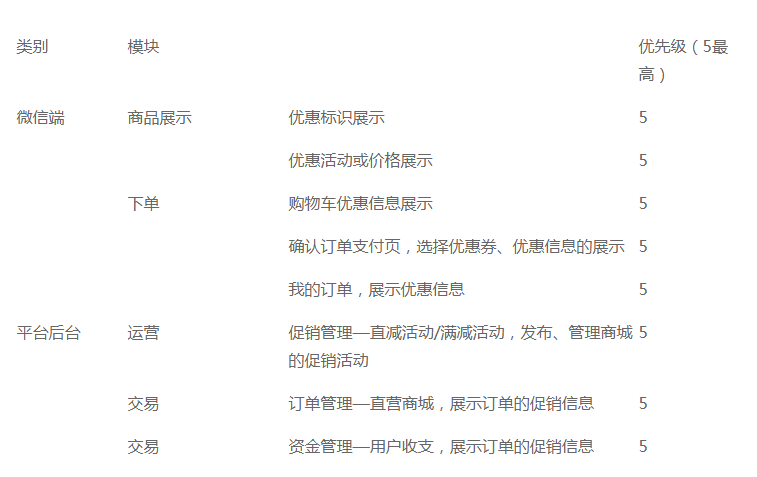 类别 模块 优先级（5最
高）
微信端 商品展示 优惠标识展示 5
优惠活动或价格展示 5
下单 购物车优惠信息展示 5
确认订单支付页，选择优惠券、优惠信息的展示 5
我的订单，展示优惠信息 5
平台后台 运营 促销管理—直减活动/满减活动，发布、管理商城 5
的促销活动
交易 订单管理—直营商城，展示订单的促销信息 5
交易 资金管理—用户收支，展示订单的促销信息 5